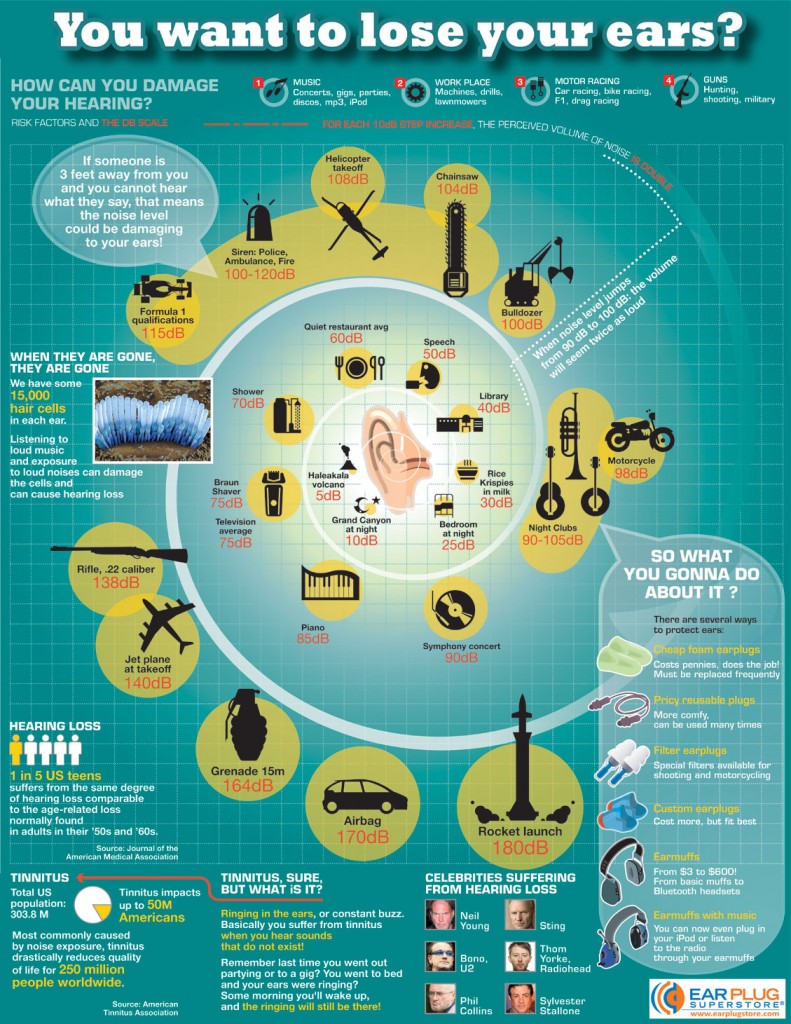 You want to lose your ears?
HOW CAN YOU DAMAGE
YOUR HEARING?
RISK FACTORS AND THE DB SCALE
1
MUSIC
Concerts, gigs, parties,
discos, mp3, iPod
2
WORK PLACE
Machines, drills,
lawnmowers
3
MOTOR RACING
Car racing, bike racing,
F1, drag racing
4
GUNS
Hunting,
shooting, military
FOR EACH 10dB STEP INCREASE, THE PERCEIVED VOLUME OF NOISE IS DOUBLE
If someone is
3 feet away from you
and you cannot hear
what they say, that means
the noise level
could be damaging
to your ears!
Helicopter
takeoff
108dB
Chainsaw
104dB
Siren: Police,
Ambulance, Fire
100-120dB
Formula 1
qualifications
115dB
Bulldozer
100dB
When noise level jumps
from 90 dB to 100 dB: the volume
will seem twice as loud
Quiet restaurant avg
60dB
Speech
50dB
Shower
70dB
Library
40dB
Braun
Shaver
75dB
Television
average
75dB
Haleakala
volcano
5dB
Grand Canyon
at night
10dB
Rice
Krispies
in milk
30dB
Bedroom
at night
25dB
Motorcycle
98dB
Night Clubs
90-105dB
WHEN THEY ARE GONE,
THEY ARE GONE
We have some
15,000
hair cells
in each ear.
Listening to
loud music
and exposure
to loud noises can damage
the cells and
can cause hearing loss
Rifle, .22 caliber
138dB
Jet plane
at takeoff
140dB
Piano
85dB
Symphony concert
90dB
Grenade 15m
164dB
Airbag
170dB
Rocket launch
180dB
SO WHAT
YOU GONNA DO
ABOUT IT ?
There are several ways
to protect ears:
Cheap foam earplugs
Costs pennies, does the job!
Must be replaced frequently
Pricy reusable plugs
More comfy,
can be used many times
Filter earplugs
Special filters available for
shooting and motorcycling
Custom earplugs
Cost more, but fit best
Earmuffs
From $3 to $600!
From basic muffs to
Bluetooth headsets
Earmuffs with music
You can now even plug in
your iPod or listen
to the radio
through your earmuffs
HEARING LOSS
1 in 5 US teens
suffers from the same degree
of hearing loss comparable
to the age-related loss
normally found
in adults in their '50s and '60s.
Source: Journal of the
American Medical Association
TINNITUS
Total US
population:
303.8 M
Tinnitus impacts
up to 50M
Americans
Most commonly caused
by noise exposure, tinnitus
drastically reduces quality
of life for 250 million
people worldwide.
Source: American
Tinnitus Association
TINNITUS, SURE,
BUT WHAT IS IT?
Ringing in the ears, or constant buzz.
Basically you suffer from tinnitus
when you hear sounds
that do not exist!
Remember last time you went out
partying or to a gig? You went to bed
and your ears were ringing?
Some morning you'll wake up,
and the ringing will still be there!
CELEBRITIES SUFFERING
FROM HEARING LOSS
Neil
Young
Sting
Bono,
U2
Thom
Yorke,
Radiohead
Phil
Collins
Sylvester
Stallone
EAR PLUG
SUPERSTORE®
www.earplugstore.com